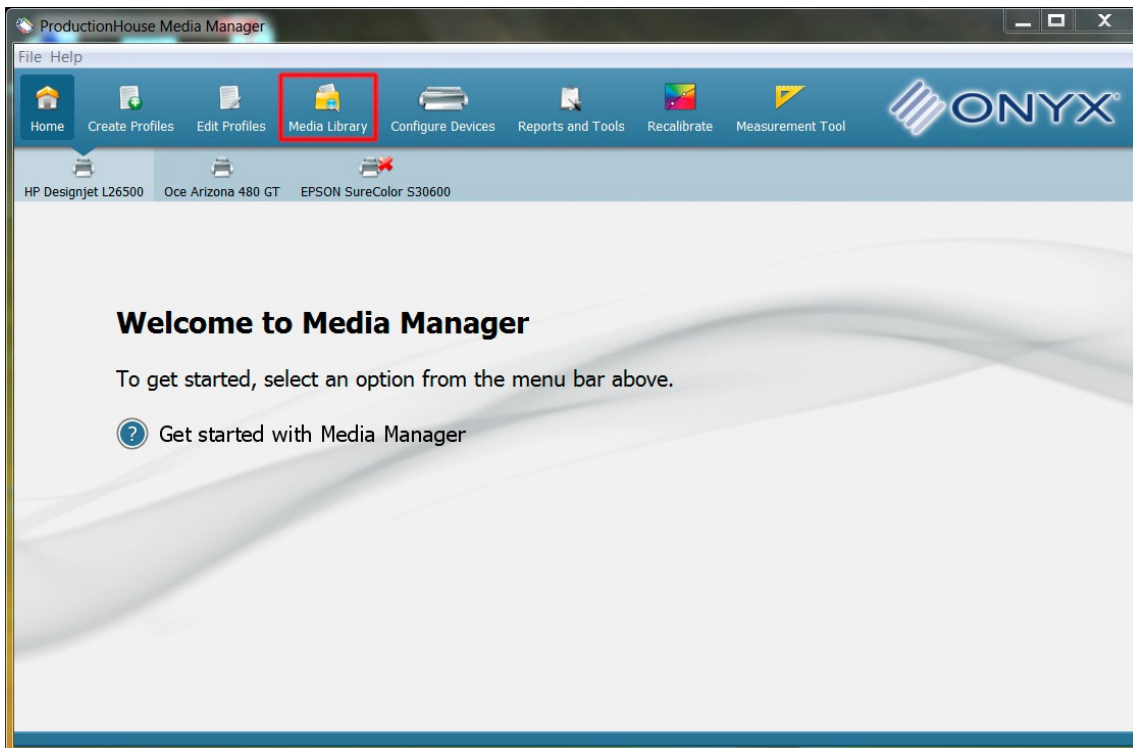 ProductionHouse Media Manager
File Help
Home Create Profiles Edit Profiles Media Library Configure Devices Reports and Tools Recalibrate Measurement Tool ONYX
HP Designjet L26500 Oce Arizona 480 GT EPSON SureColor S30600
Welcome to Media Manager
To get started, select an option from the menu bar above.
? Get started with Media Manager